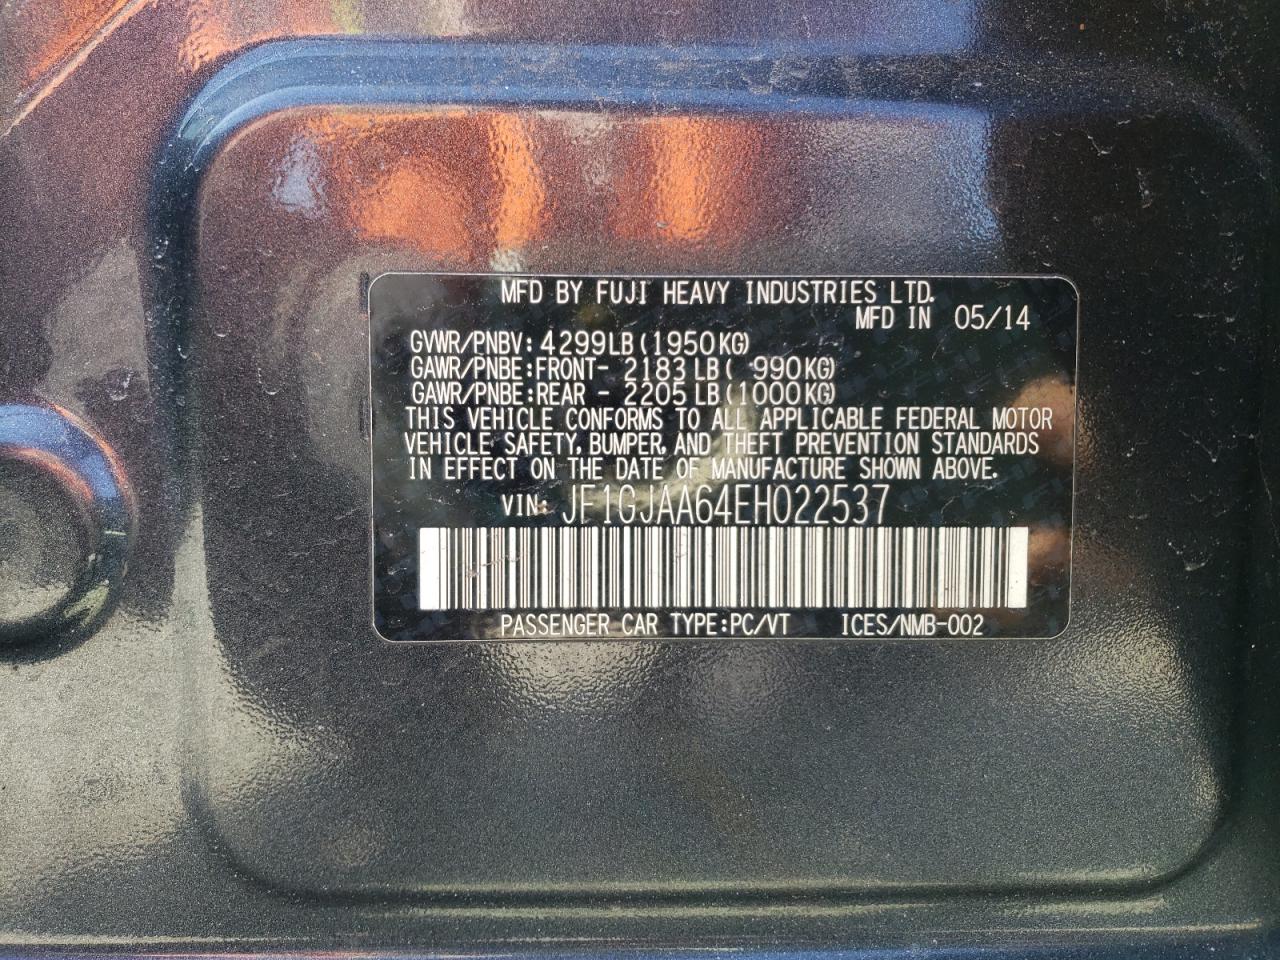 MFD BY FUJI HEAVY INDUSTRIES LTD.
MFD IN 05/14
GVWR/PNBV: 4299LB(1950KG)
GAWR/PNBE:FRONT- 2183LB( 990KG)
GAWR/PNBE:REAR - 2205LB(1000KG)
THIS VEHICLE CONFORMS TO ALL APPLICABLE FEDERAL MOTOR
VEHICLE SAFETY, BUMPER, AND THEFT PREVENTION STANDARDS
IN EFFECT ON THE DATE OF MANUFACTURE SHOWN ABOVE.
VIN: JF1GJAA64EH022537
PASSENGER CAR TYPE:PC/VT ICES/NMB-002